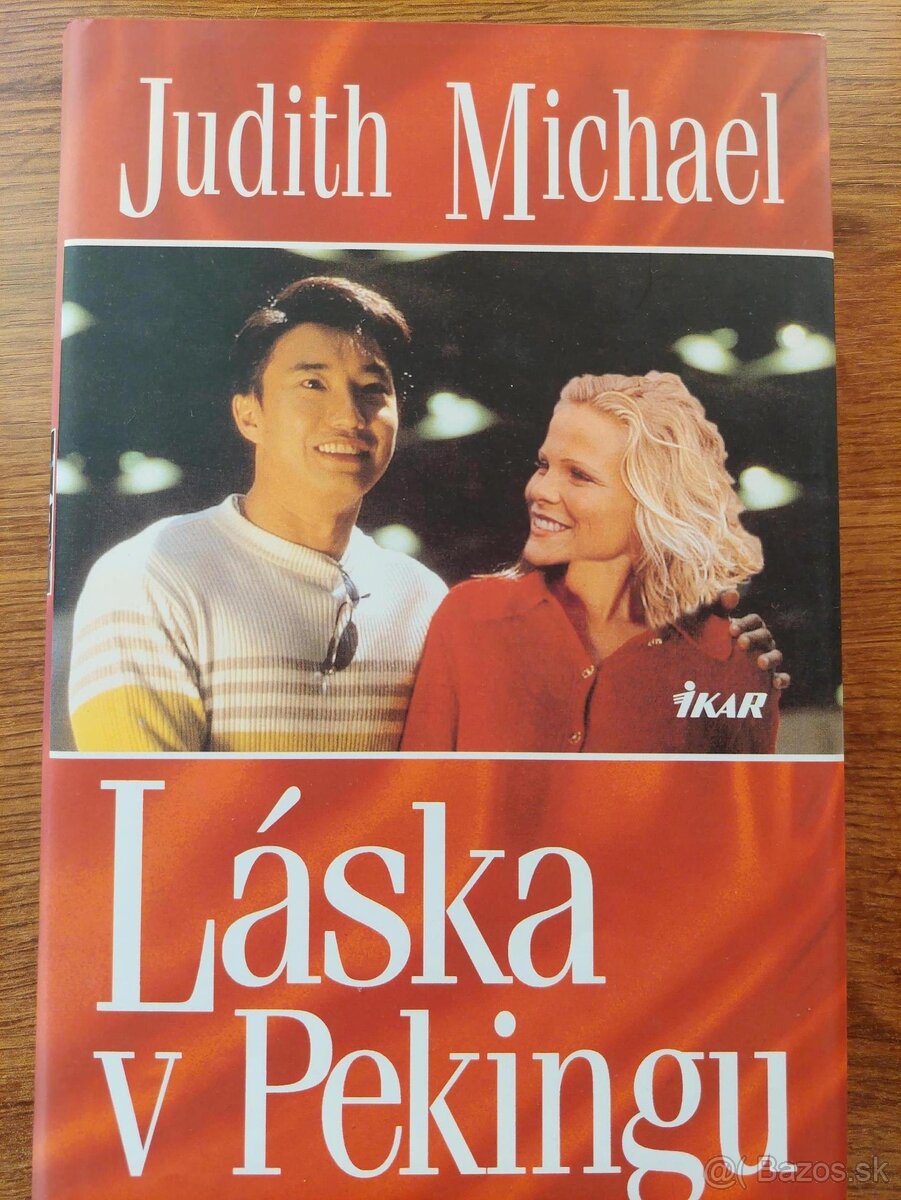 Judith Michael
iKAR
Láska
v Pekingu
@( Bazos.sk